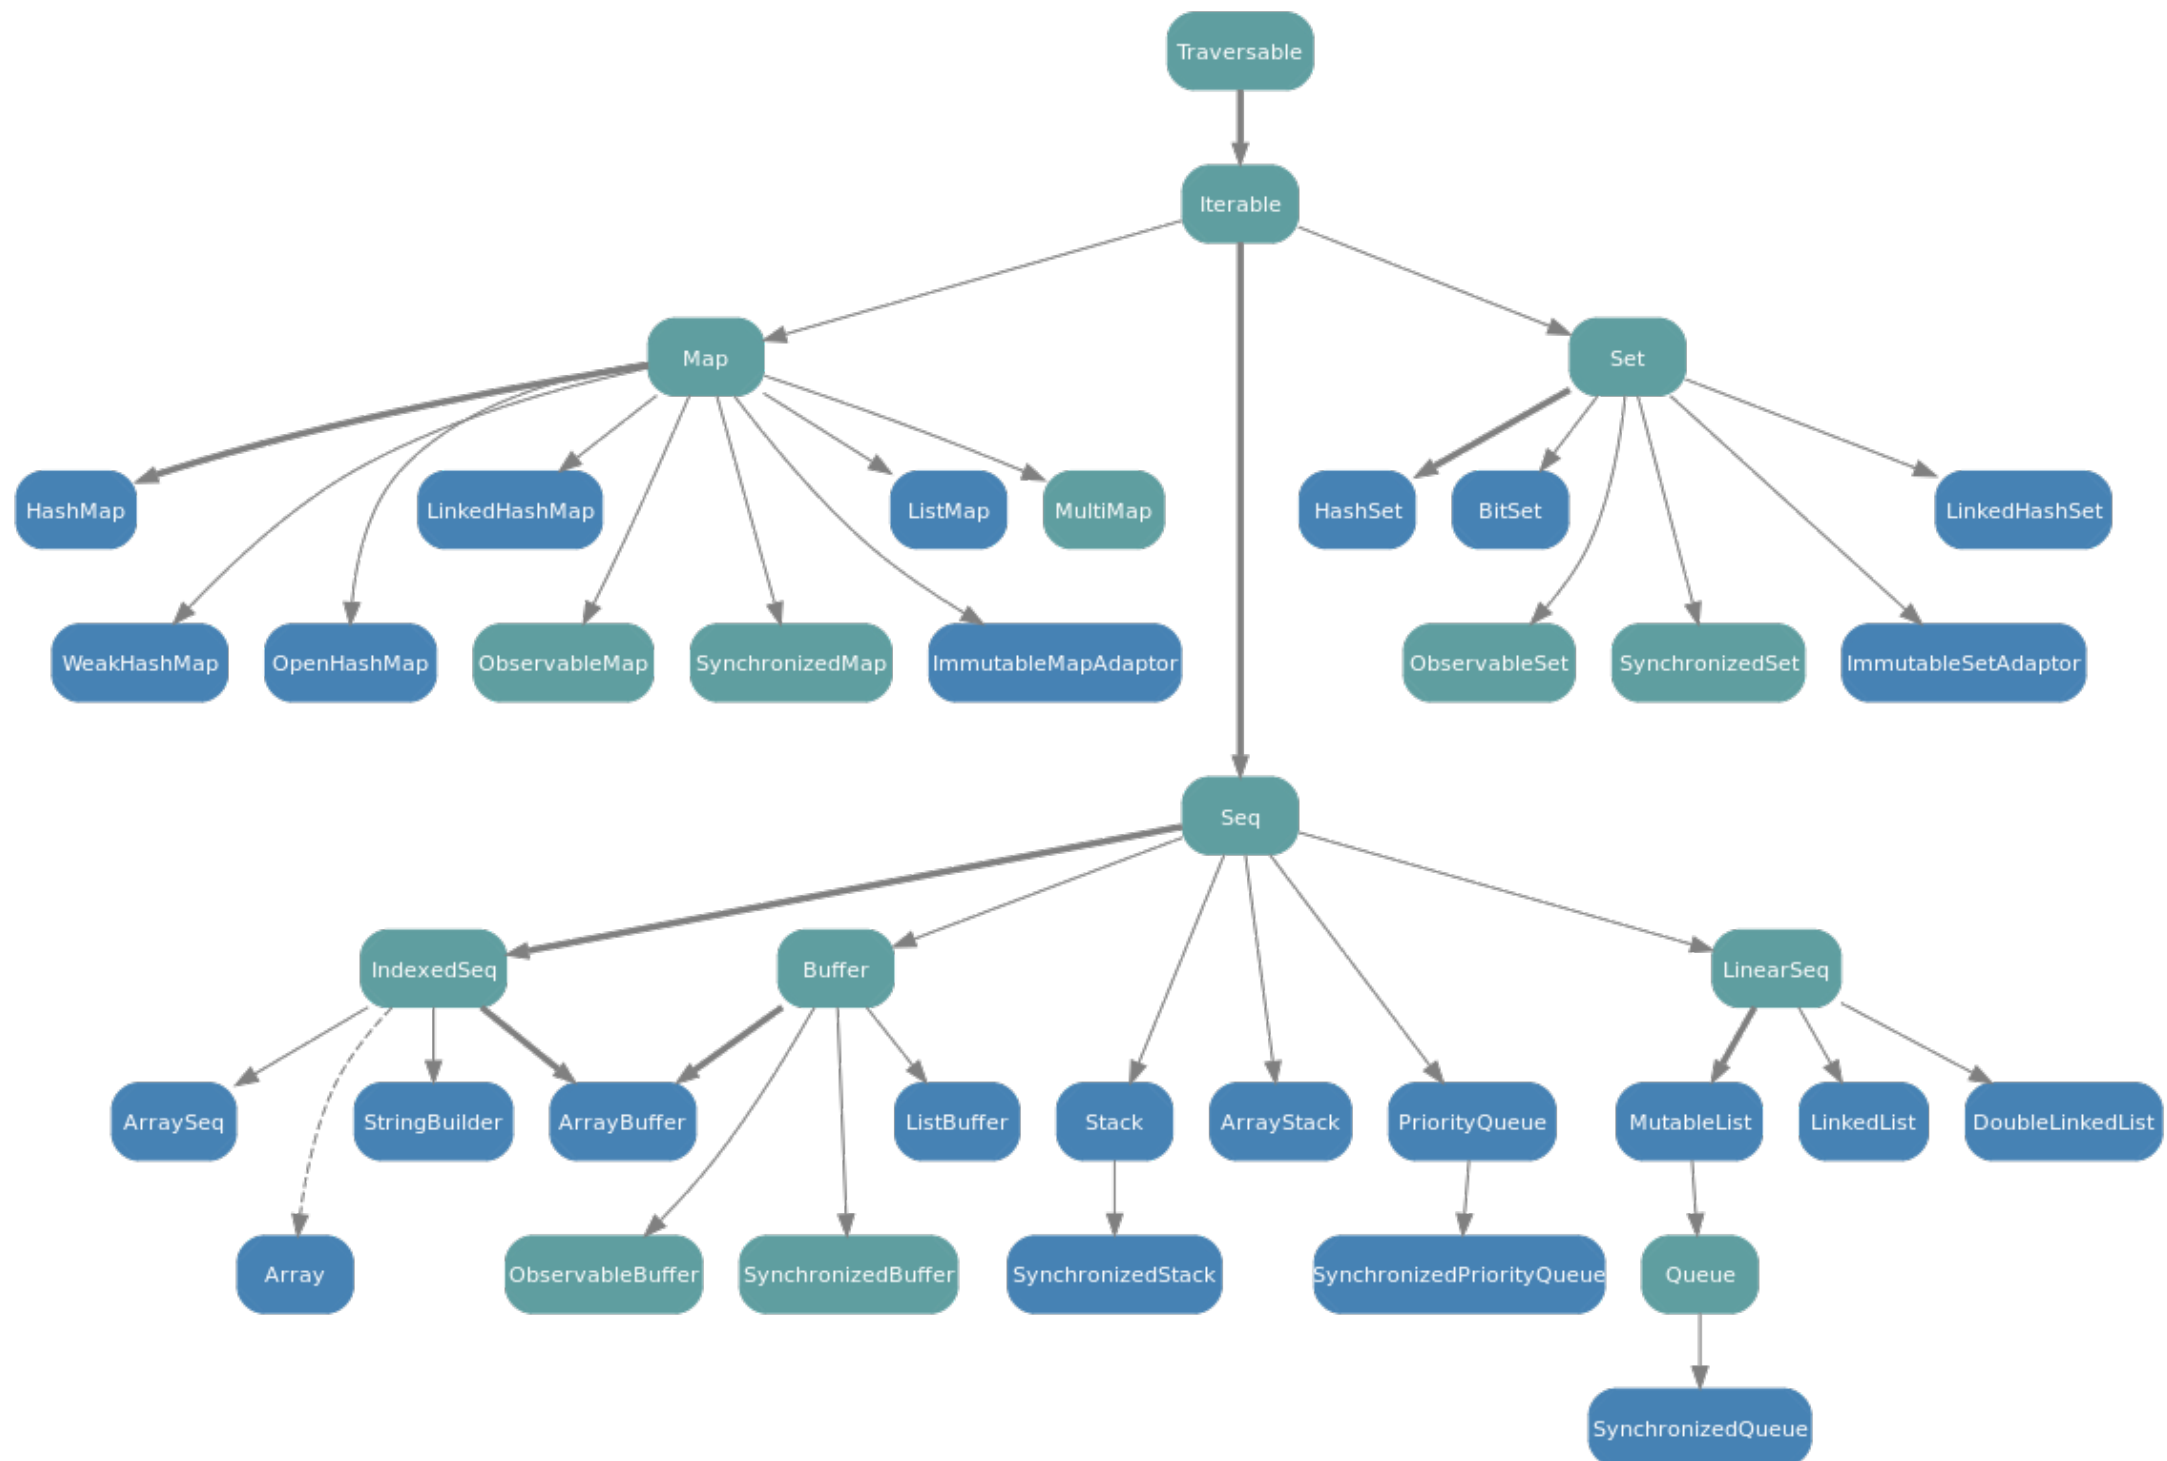 Traversable
Iterable
Map
Set
HashMap
LinkedHashMap
ListMap
MultiMap
HashSet
BitSet
LinkedHashSet
WeakHashMap
OpenHashMap
ObservableMap
SynchronizedMap
ImmutableMapAdaptor
ObservableSet
SynchronizedSet
ImmutableSetAdaptor
Seq
IndexedSeq
Buffer
LinearSeq
ArraySeq
StringBuilder
ArrayBuffer
ListBuffer
Stack
ArrayStack
PriorityQueue
MutableList
LinkedList
DoubleLinkedList
Array
ObservableBuffer
SynchronizedBuffer
SynchronizedStack
SynchronizedPriorityQueue
Queue
SynchronizedQueue